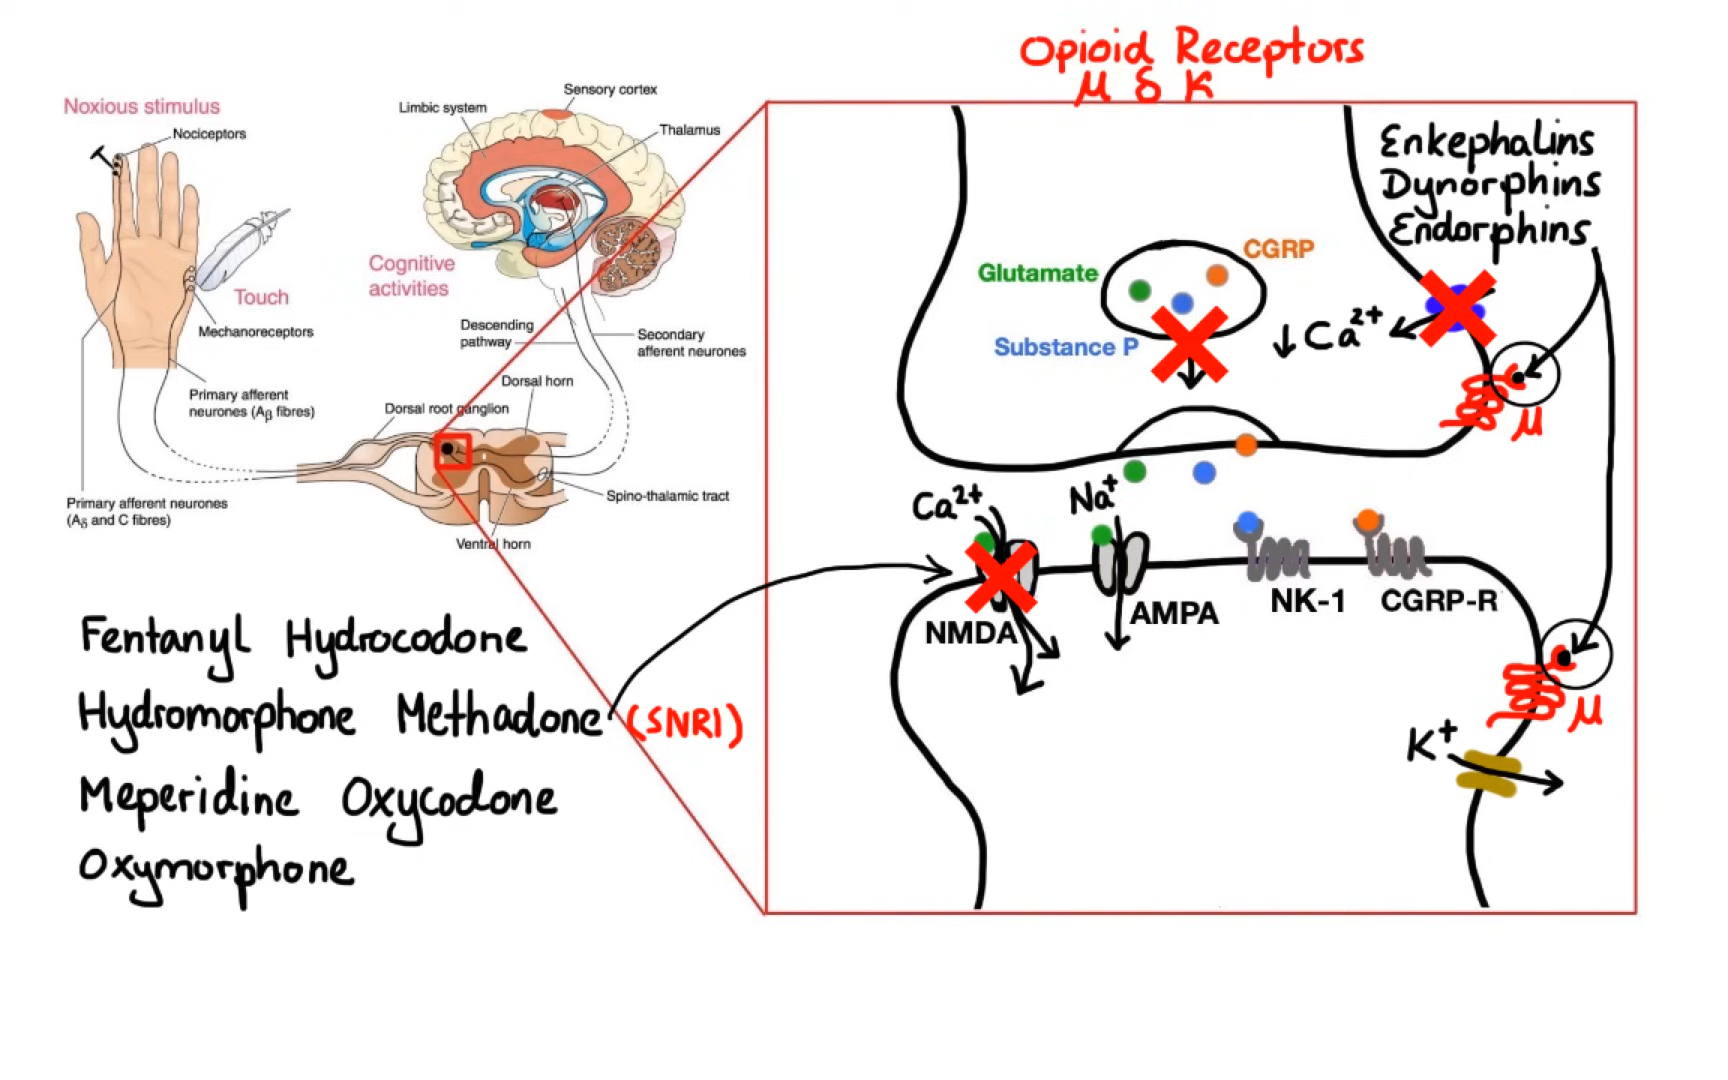 Opioid Receptors
μ δ κ
Noxious stimulus
Nociceptors
Touch
Mechanoreceptors
Primary afferent
neurones (Aβ fibres)
Primary afferent neurones
(Aδ and C fibres)
Limbic system
Sensory cortex
Thalamus
Cognitive
activities
Descending
pathway
Secondary
afferent neurones
Dorsal horn
Dorsal root ganglion
Spino-thalamic tract
Ventral horn
Enkephalins
Dynorphins
Endorphins
CGRP
Glutamate
Substance P
↓ Ca²⁺
μ
Ca²⁺
Na⁺
NMDA
AMPA
NK-1
CGRP-R
μ
K⁺
Fentanyl Hydrocodone
Hydromorphone Methadone (SNRI)
Meperidine Oxycodone
Oxymorphone